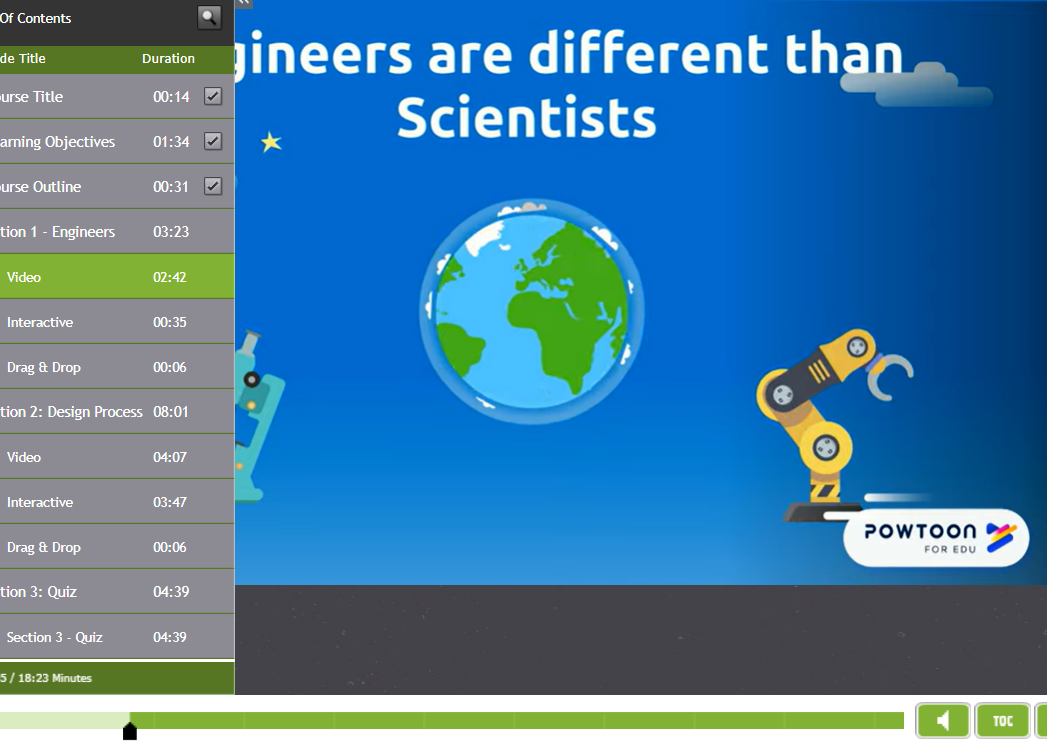 Of Contents
de Title Duration
ourse Title 00:14
arning Objectives 01:34
ourse Outline 00:31
tion 1 - Engineers 03:23
Video 02:42
Interactive 00:35
Drag & Drop 00:06
tion 2: Design Process 08:01
Video 04:07
Interactive 03:47
Drag & Drop 00:06
tion 3: Quiz 04:39
Section 3 - Quiz 04:39
5 / 18:23 Minutes
gineers are different than
Scientists
POWTOON
FOR EDU
TOC